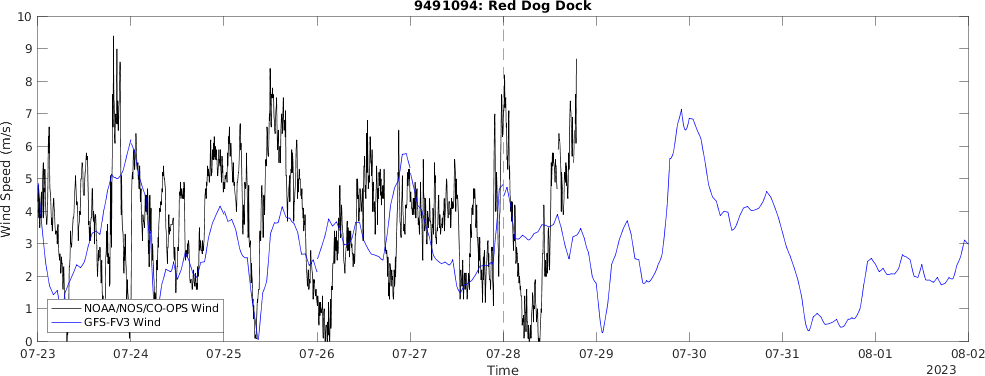 9491094: Red Dog Dock
Wind Speed (m/s)
10
9
8
7
6
5
4
3
2
1
0
NOAA/NOS/CO-OPS Wind
GFS-FV3 Wind
07-23 07-24 07-25 07-26 07-27 07-28 07-29 07-30 07-31 08-01 08-02
Time 2023